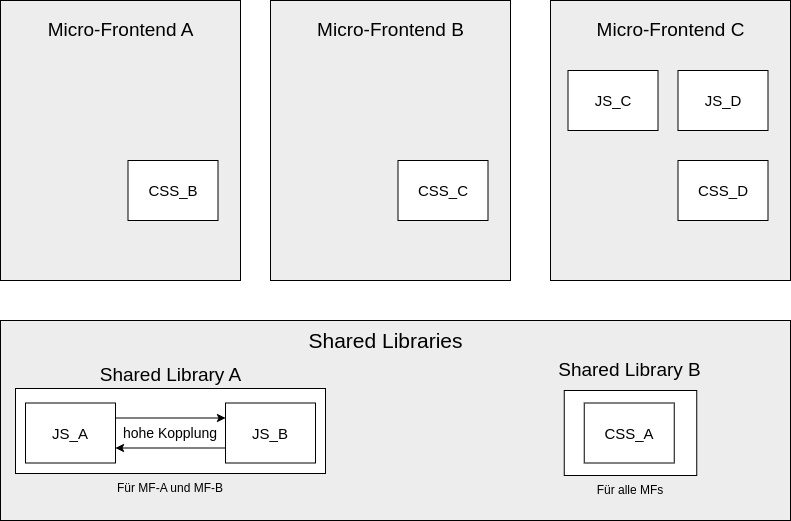 Micro-Frontend A
Micro-Frontend B
Micro-Frontend C
JS_C
JS_D
CSS_B
CSS_C
CSS_D
Shared Libraries
Shared Library A
Shared Library B
JS_A
hohe Kopplung
JS_B
CSS_A
Für MF-A und MF-B
Für alle MFs